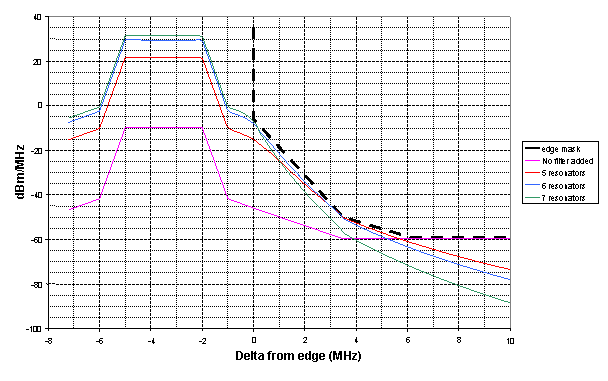 40
20
0
-20
-40
-60
-80
-100
dBm/MHz
-8 -6 -4 -2 0 2 4 6 8 10
Delta from edge (MHz)
edge mask
No filter added
5 resonators
6 resonators
7 resonators